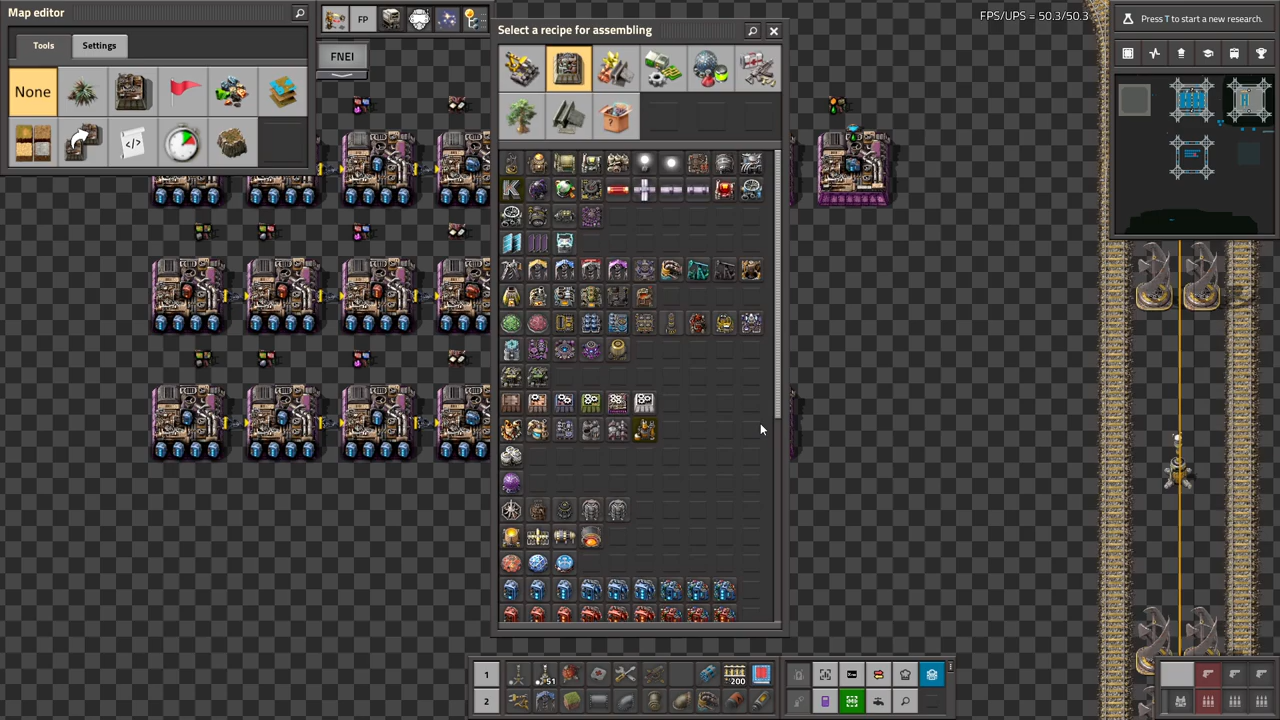 Map editor
Tools
Settings
None
FP
FNEI
Select a recipe for assembling
FPS/UPS = 50.3/50.3
Press T to start a new research.
1
51
200
2